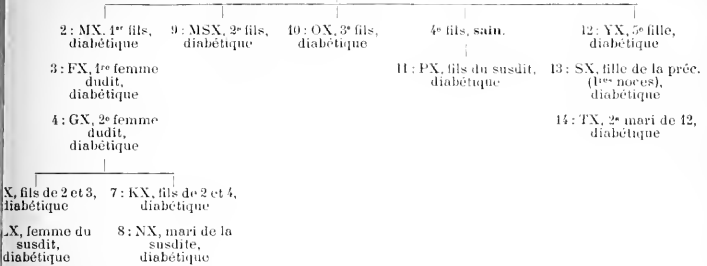 2 : MX. 1er fils, diabétique
9 : MSX, 2e fils, diabétique
10 : OX, 3e fils, diabétique
4e fils, sain.
12 : YX, 5e fille, diabétique
3 : FX, 1re femme dudit, diabétique
11 : PX, fils du susdit, diabétique
13 : SX, fille de la préc. (1res noces), diabétique
4 : GX, 2e femme dudit, diabétique
14 : TX, 2e mari de 12, diabétique
X, fils de 2 et 3, diabétique
7 : KX, fils de 2 et 4, diabétique
X, femme du susdit, diabétique
8 : NX, mari de la susdite, diabétique